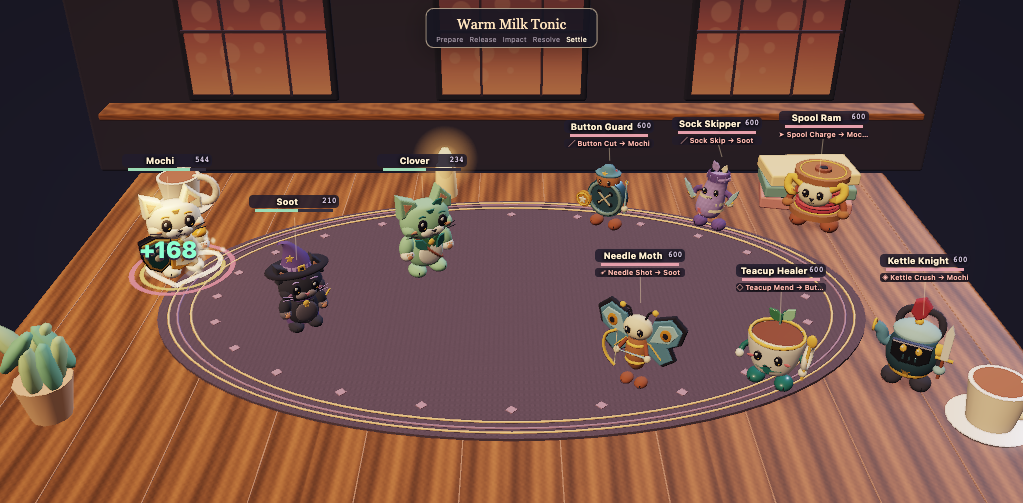 Warm Milk Tonic
Prepare Release Impact Resolve Settle
Button Guard 600
Button Cut → Mochi
Sock Skipper 600
Sock Skip → Soot
Spool Ram 600
Spool Charge → Moc...
Mochi 544
Clover 234
Soot 210
+168
Needle Moth 600
Needle Shot → Soot
Teacup Healer 600
Teacup Mend → But...
Kettle Knight 600
Kettle Crush → Mochi